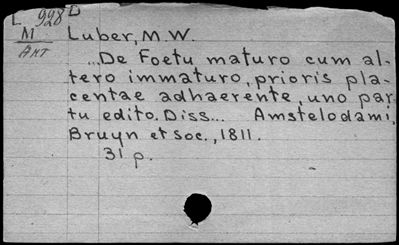 L 998 D
M
Акт
Luber, M.W.
...De Foetu maturo cum al-
tero immaturo, prioris pla-
centae adhaerente, uno par-
tu edito. Diss... Amstelodami,
Bruyn et soc., 1811.
31 p.